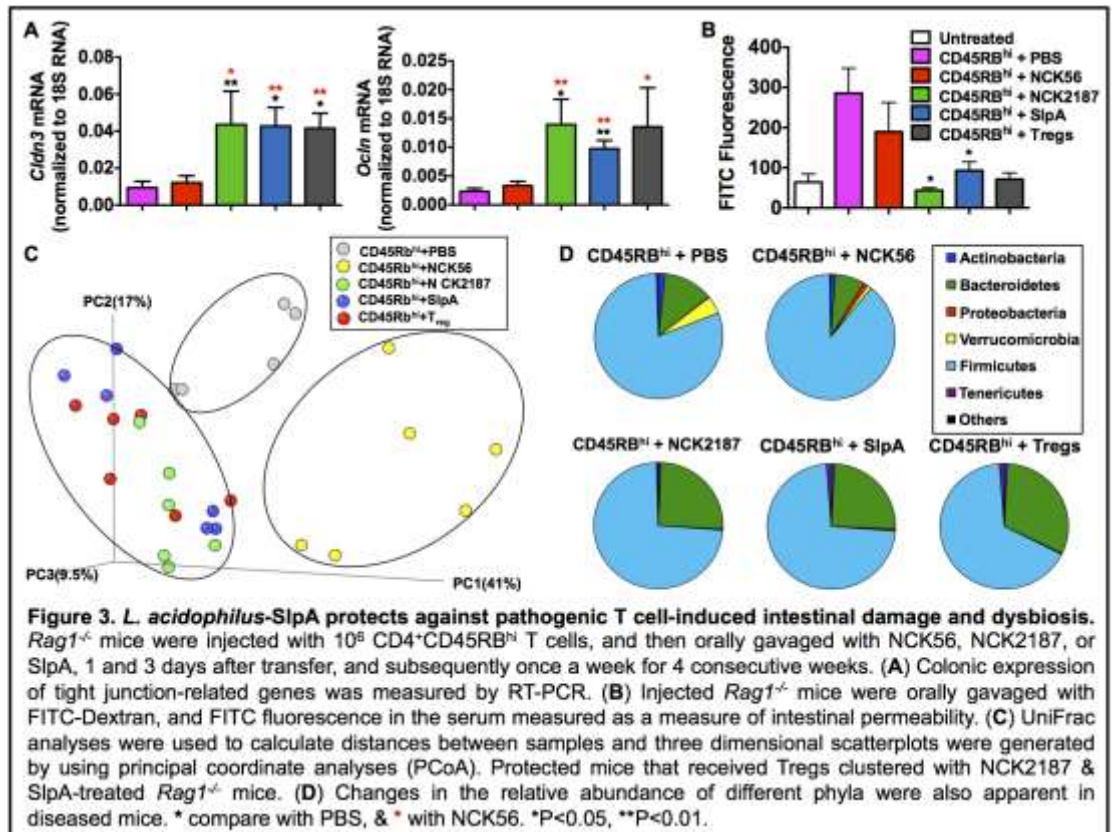 A
Cldn3 mRNA
(normalized to 18S RNA)
0.08
0.06
0.04
0.02
0.00
*
**
**
*
**
*
Ocln mRNA
(normalized to 18S RNA)
0.025
0.020
0.015
0.010
0.005
0.000
**
*
**
**
*
B
FITC Fluorescence
400
300
200
100
0
*
*
Untreated
CD45RBhi + PBS
CD45RBhi + NCK56
CD45RBhi + NCK2187
CD45RBhi + SlpA
CD45RBhi + Tregs
C
CD45Rbhi+PBS
CD45Rbhi+NCK56
CD45Rbhi+N CK2187
CD45Rbhi+SlpA
CD45Rbhi+Treg
PC2(17%)
PC3(9.5%)
PC1(41%)
D
CD45RBhi + PBS
CD45RBhi + NCK56
Actinobacteria
Bacteroidetes
Proteobacteria
Verrucomicrobia
Firmicutes
Tenericutes
Others
CD45RBhi + NCK2187
CD45RBhi + SlpA
CD45RBhi + Tregs
Figure 3. L. acidophilus-SlpA protects against pathogenic T cell-induced intestinal damage and dysbiosis.
Rag1-/- mice were injected with 10⁶ CD4+CD45RBhi T cells, and then orally gavaged with NCK56, NCK2187, or
SlpA, 1 and 3 days after transfer, and subsequently once a week for 4 consecutive weeks. (A) Colonic expression
of tight junction-related genes was measured by RT-PCR. (B) Injected Rag1-/- mice were orally gavaged with
FITC-Dextran, and FITC fluorescence in the serum measured as a measure of intestinal permeability. (C) UniFrac
analyses were used to calculate distances between samples and three dimensional scatterplots were generated
by using principal coordinate analyses (PCoA). Protected mice that received Tregs clustered with NCK2187 &
SlpA-treated Rag1-/- mice. (D) Changes in the relative abundance of different phyla were also apparent in
diseased mice. * compare with PBS, & * with NCK56. *P<0.05, **P<0.01.